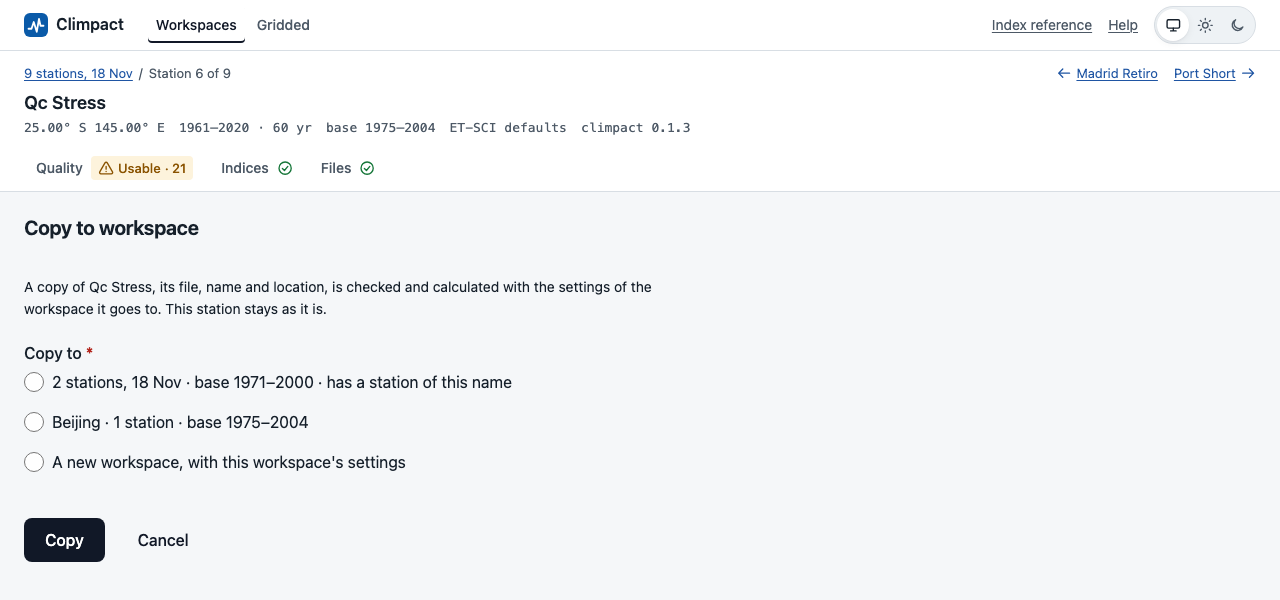 Climpact
Workspaces
Gridded
Index reference
Help
9 stations, 18 Nov / Station 6 of 9
← Madrid Retiro
Port Short →
Qc Stress
25.00° S 145.00° E 1961–2020 · 60 yr base 1975–2004 ET-SCI defaults climpact 0.1.3
Quality
Usable · 21
Indices
Files
Copy to workspace
A copy of Qc Stress, its file, name and location, is checked and calculated with the settings of the
workspace it goes to. This station stays as it is.
Copy to *
2 stations, 18 Nov · base 1971–2000 · has a station of this name
Beijing · 1 station · base 1975–2004
A new workspace, with this workspace's settings
Copy
Cancel